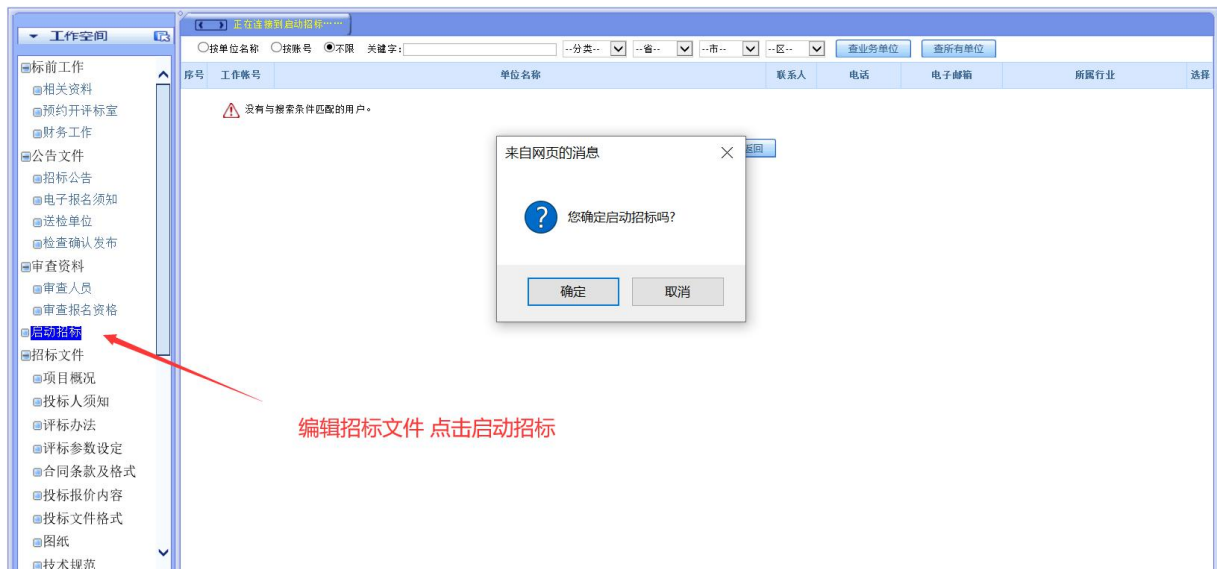 正在连接到启动招标……
工作空间
按单位名称 按账号 不限 关键字: --分类-- --省-- --市-- --区-- 查业务单位 查所有单位
序号 工作帐号 单位名称 联系人 电话 电子邮箱 所属行业 选择
没有与搜索条件匹配的用户。
返回
来自网页的消息
您确定启动招标吗?
确定 取消
标前工作
相关资料
预约开评标室
财务工作
公告文件
招标公告
电子报名须知
送检单位
检查确认发布
审查资料
审查人员
审查报名资格
启动招标
招标文件
项目概况
投标人须知
评标办法
评标参数设定
合同条款及格式
投标报价内容
投标文件格式
图纸
技术规范
编辑招标文件 点击启动招标